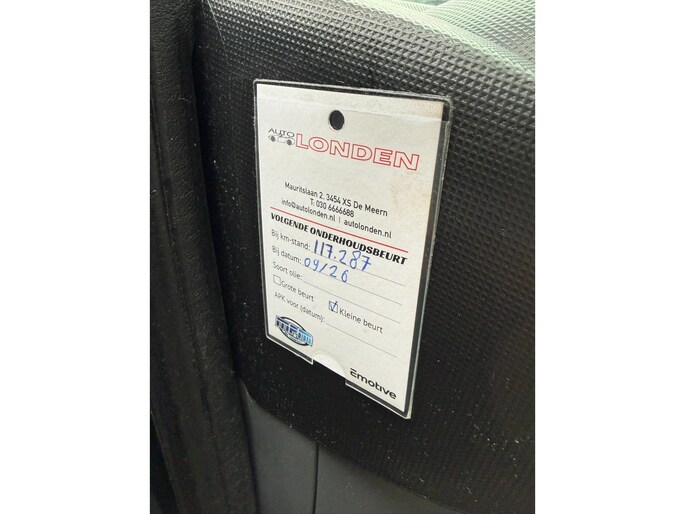 AUTO LONDEN
Mauritslaan 2, 3454 XS De Meern
T: 030 6666688
info@autolonden.nl | autolonden.nl
VOLGENDE ONDERHOUDSBEURT
Bij km-stand: 117.287
Bij datum: 09/26
Soort olie:
Grote beurt Kleine beurt
APK voor (datum):
Emotive